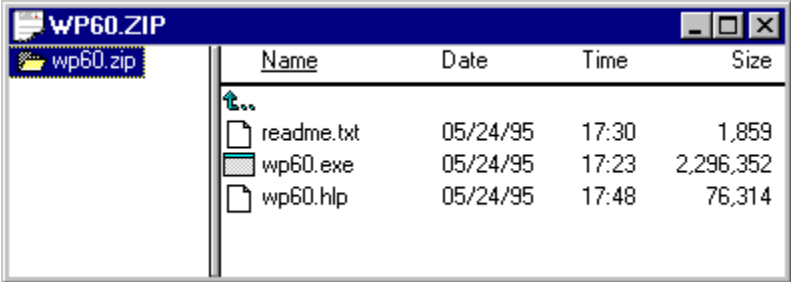 WP60.ZIP
wp60.zip
Name Date Time Size
..
readme.txt 05/24/95 17:30 1,859
wp60.exe 05/24/95 17:23 2,296,352
wp60.hlp 05/24/95 17:48 76,314